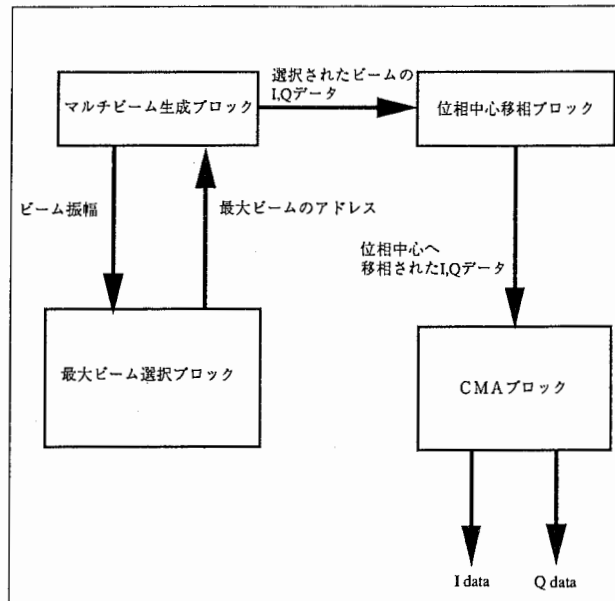 選択されたビームの
I,Qデータ
マルチビーム生成ブロック
位相中心移相ブロック
ビーム振幅
最大ビームのアドレス
位相中心へ
移相されたI,Qデータ
最大ビーム選択ブロック
CMAブロック
I data
Q data